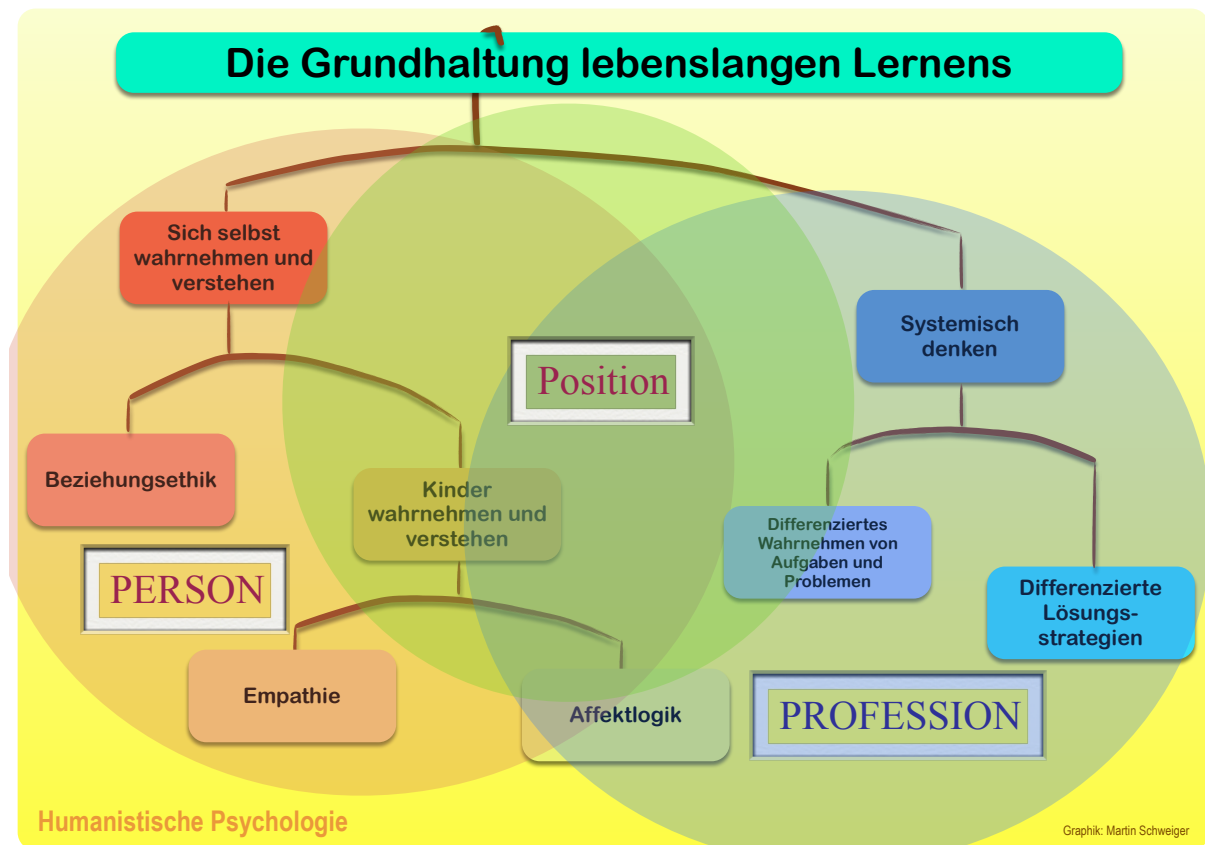 Die Grundhaltung lebenslangen Lernens
Sich selbst
wahrnehmen und
verstehen
Systemisch
denken
Position
Beziehungsethik
Kinder
wahrnehmen und
verstehen
Differenziertes
Wahrnehmen von
Aufgaben und
Problemen
PERSON
Differenzierte
Lösungs-
strategien
Empathie
Affektlogik
PROFESSION
Humanistische Psychologie
Graphik: Martin Schweiger